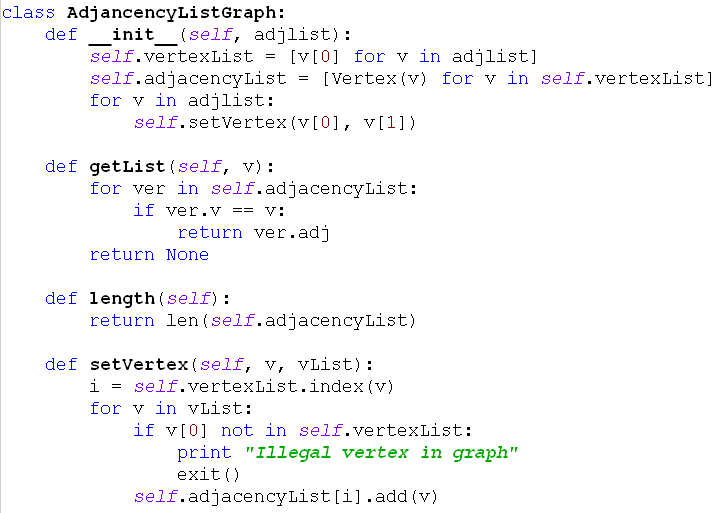 class AdjancencyListGraph:
    def __init__(self, adjlist):
        self.vertexList = [v[0] for v in adjlist]
        self.adjacencyList = [Vertex(v) for v in self.vertexList]
        for v in adjlist:
            self.setVertex(v[0], v[1])

    def getList(self, v):
        for ver in self.adjacencyList:
            if ver.v == v:
                return ver.adj
        return None

    def length(self):
        return len(self.adjacencyList)

    def setVertex(self, v, vList):
        i = self.vertexList.index(v)
        for v in vList:
            if v[0] not in self.vertexList:
                print "Illegal vertex in graph"
                exit()
            self.adjacencyList[i].add(v)